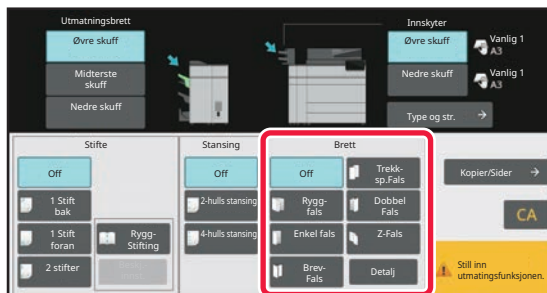 Utmatningsbrett
Øvre skuff
Midterste
skuff
Nedre skuff
Innskyter
Øvre skuff
Vanlig 1
A3
Nedre skuff
Vanlig 1
A3
Type og str.
Stifte
Off
1 Stift
bak
1 Stift
foran
2 stifter
Rygg-
Stifting
Stansing
Off
2-hulls stansing
4-hulls stansing
Brett
Off
Trekk-
sp.Fals
Rygg-
fals
Dobbel
Fals
Enkel fals
Z-Fals
Brev-
Fals
Detalj
Kopier/Sider
CA
Still inn
utmatingsfunksjonen.